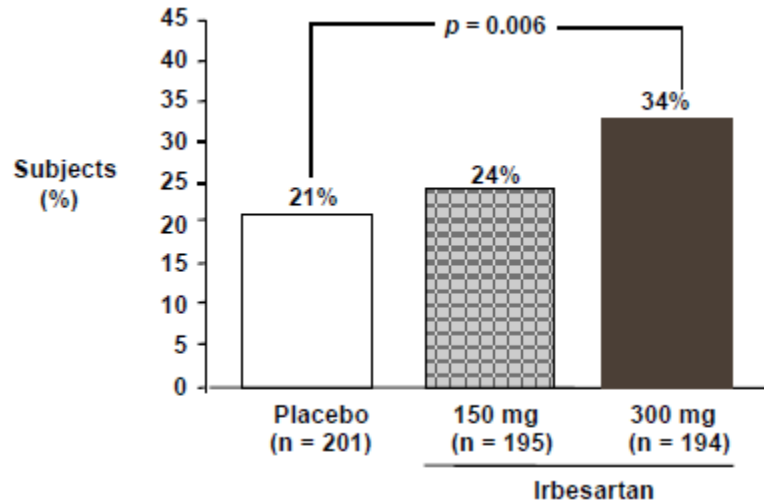 45
40
35
30
25
20
15
10
5
0
Subjects
(%)
p = 0.006
21%
24%
34%
Placebo
(n = 201)
150 mg
(n = 195)
300 mg
(n = 194)
Irbesartan